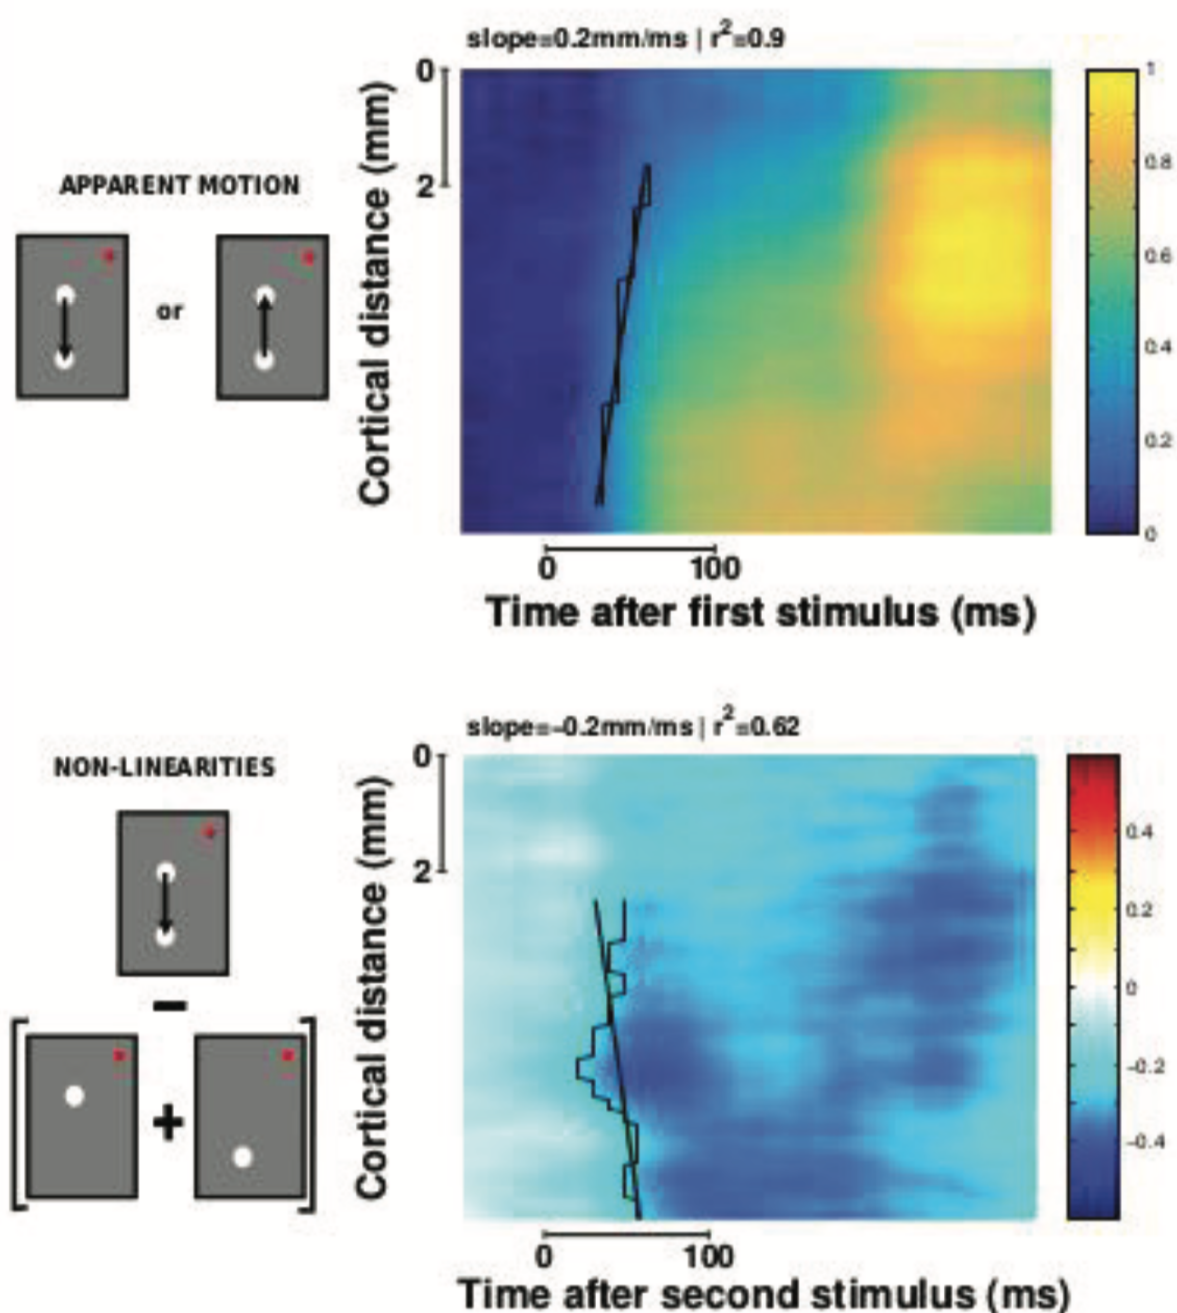 slope=0.2mm/ms | r²=0.9
APPARENT MOTION
or
Cortical distance (mm)
0
2
1
0.8
0.6
0.4
0.2
0
0
100
Time after first stimulus (ms)
slope=-0.2mm/ms | r²=0.62
NON-LINEARITIES
−
[
+
]
Cortical distance (mm)
0
2
0.4
0.2
0
-0.2
-0.4
0
100
Time after second stimulus (ms)